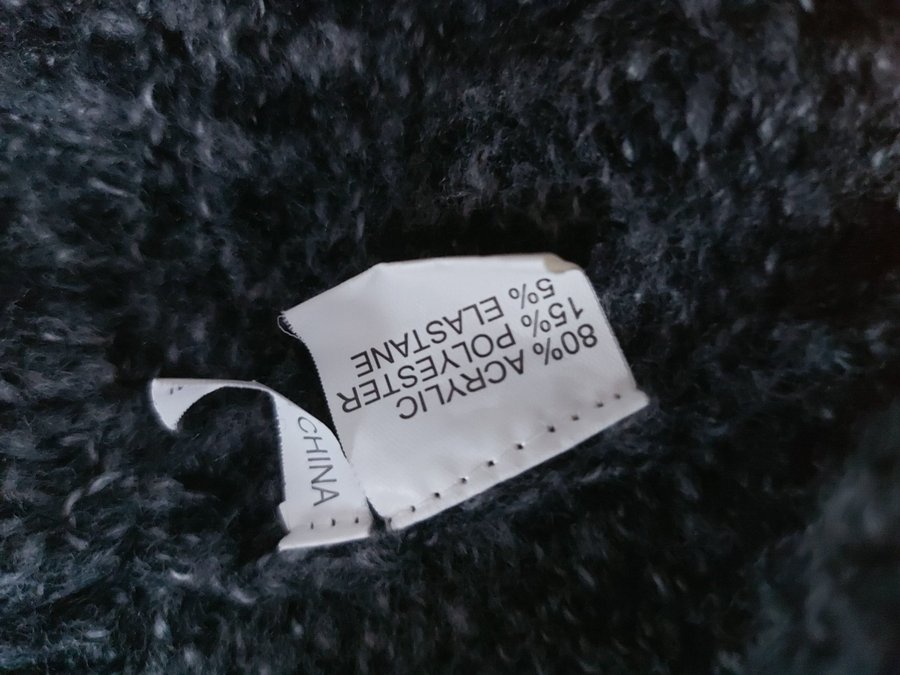 80% ACRYLIC
15% POLYESTER
5% ELASTANE
CHINA